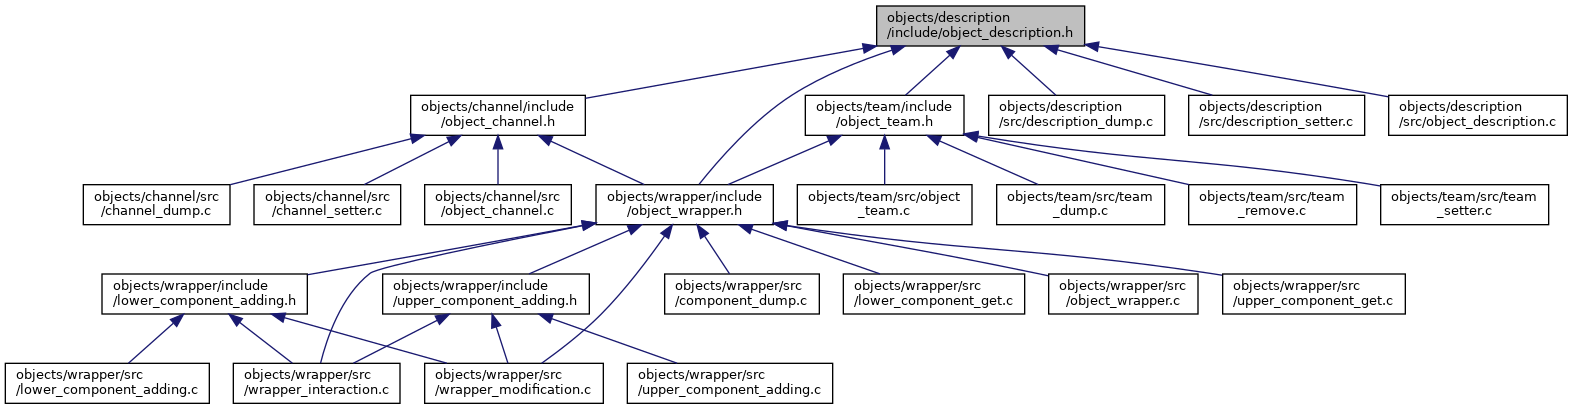 objects/description
/include/object_description.h
objects/channel/include
/object_channel.h
objects/team/include
/object_team.h
objects/description
/src/description_dump.c
objects/description
/src/description_setter.c
objects/description
/src/object_description.c
objects/channel/src
/channel_dump.c
objects/channel/src
/channel_setter.c
objects/channel/src
/object_channel.c
objects/wrapper/include
/object_wrapper.h
objects/team/src/object
_team.c
objects/team/src/team
_dump.c
objects/team/src/team
_remove.c
objects/team/src/team
_setter.c
objects/wrapper/include
/lower_component_adding.h
objects/wrapper/include
/upper_component_adding.h
objects/wrapper/src
/component_dump.c
objects/wrapper/src
/lower_component_get.c
objects/wrapper/src
/object_wrapper.c
objects/wrapper/src
/upper_component_get.c
objects/wrapper/src
/lower_component_adding.c
objects/wrapper/src
/wrapper_interaction.c
objects/wrapper/src
/wrapper_modification.c
objects/wrapper/src
/upper_component_adding.c